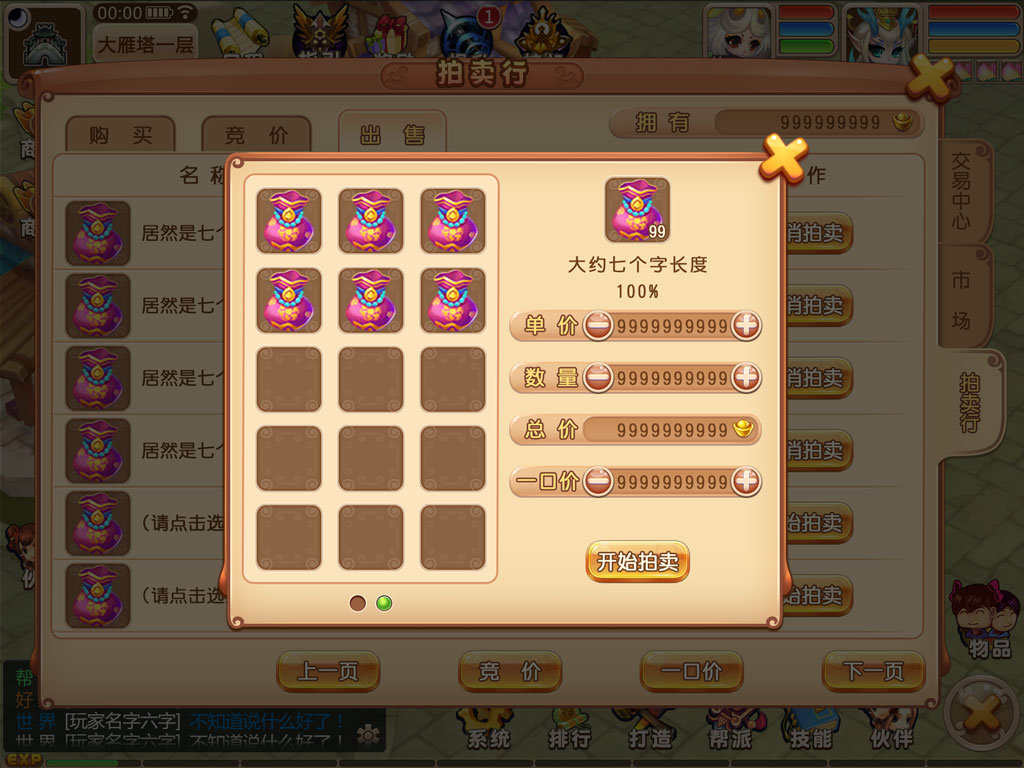 00:00
1
大雁塔一层
拍卖行
购 买
竞 价
出 售
拥有
999999999
名 称
作
交易中心
市场
拍卖行
居然是七
居然是七
居然是七
居然是七
（请点击选
（请点击选
拍卖
拍卖
拍卖
拍卖
始拍卖
始拍卖
99
大约七个字长度
100%
单 价 9999999999
数 量 9999999999
总 价 9999999999
一口价 9999999999
开始拍卖
上一页
竞 价
一口价
下一页
物品
帮
好
世界 [玩家名字六字] 不知道说什么好了！
世界 [玩家名字六字] 不知道说什么好了！
系统
排行
打造
帮派
技能
伙伴
EXP